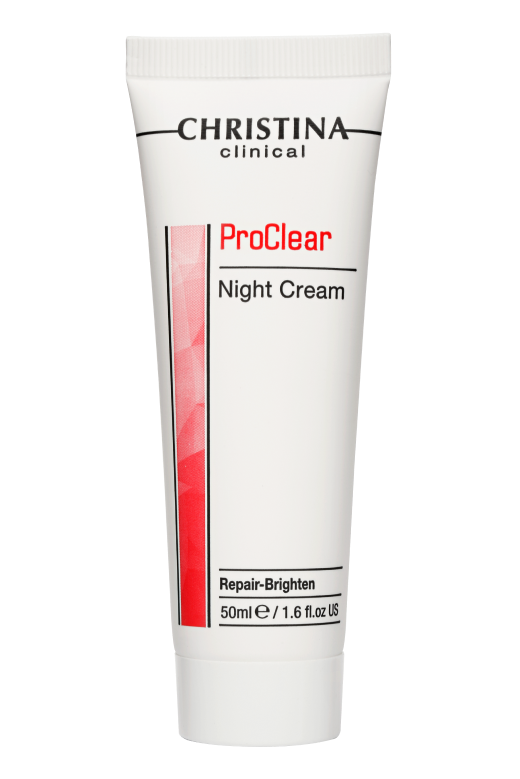 CHRISTINA
clinical
ProClear
Night Cream
Repair-Brighten
50ml ℮ / 1.6 fl.oz US